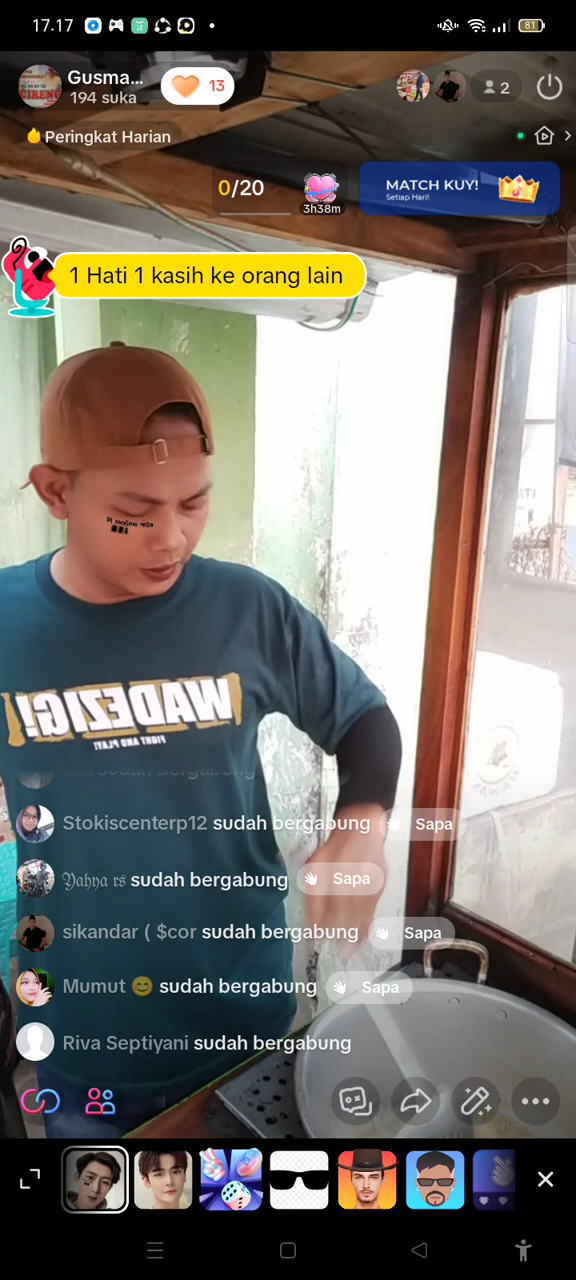 17.17
81
Gusma...
194 suka
13
2
Peringkat Harian
0/20
3h38m
MATCH KUY!
Setiap Hari!
1 Hati 1 kasih ke orang lain
WADEZIG!
FIGHT AND PLAY!
Stokiscenterp12 sudah bergabung
Sapa
𝔜𝔞𝔥𝔶𝔞 𝔯𝔰 sudah bergabung
Sapa
sikandar ( $cor sudah bergabung
Sapa
Mumut 😊 sudah bergabung
Sapa
Riva Septiyani sudah bergabung